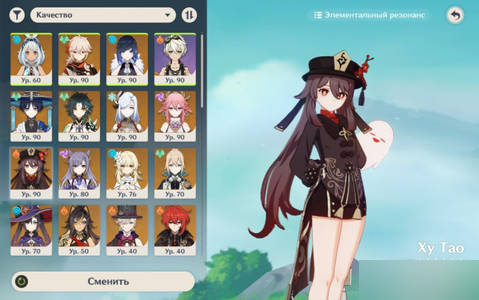 Качество
Элементальный резонанс
Ур. 60
Ур. 90
Ур. 90
Ур. 90
Ур. 90
Ур. 90
Ур. 90
Ур. 90
Ур. 90
Ур. 80
Ур. 76
Ур. 70
Ур. 70
Ур. 50
Ур. 40
Ур. 40
Ху Тао
Сменить